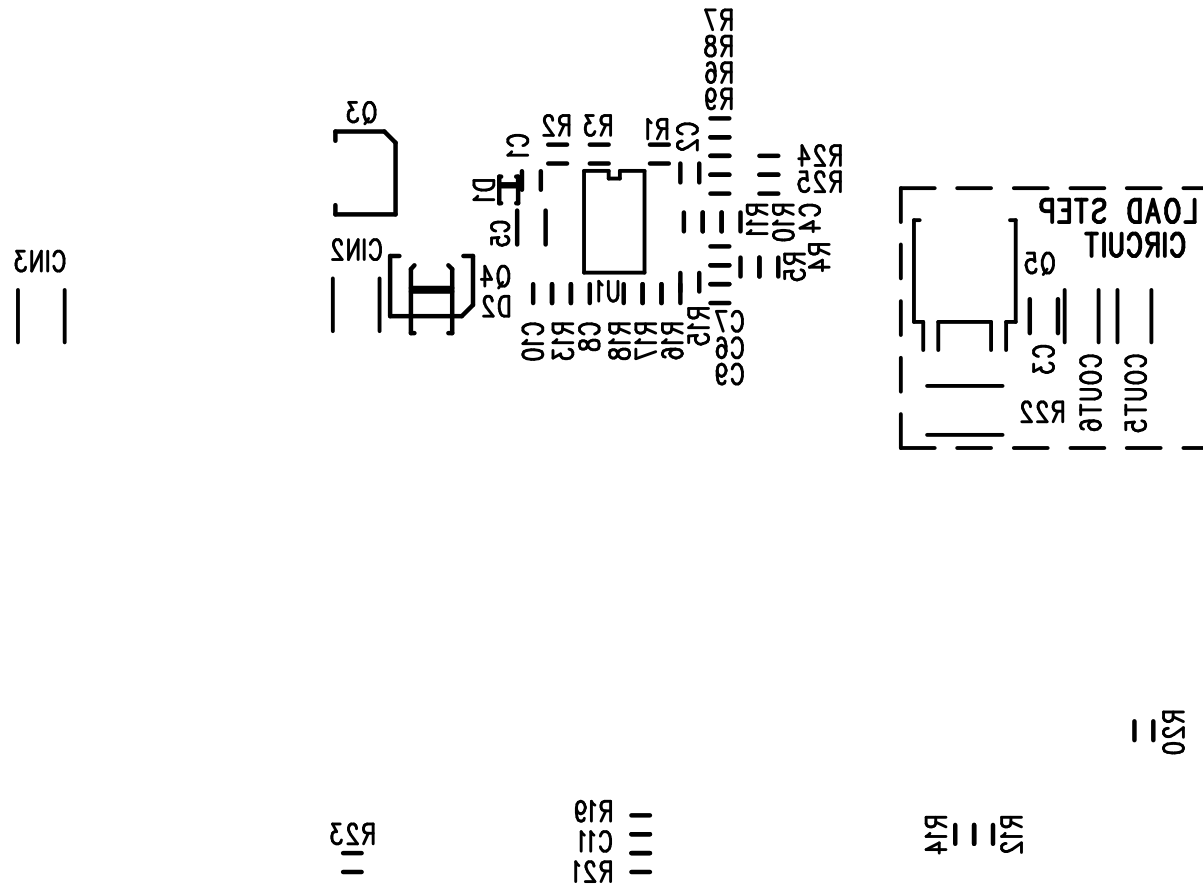 R7
R8
R6
R9
Q3
C1
R2
R3
R1
C2
R24
R25
D1
C5
R11
R10
C4
LOAD STEP
CIRCUIT
CIN3
CIN2
Q4
D2
U1
R5
R4
Q5
C10
R13
C8
R18
R17
R16
R15
C7
C6
C9
C3
COUT6
COUT5
R22
R20
R19
C11
R21
R23
R14
R12